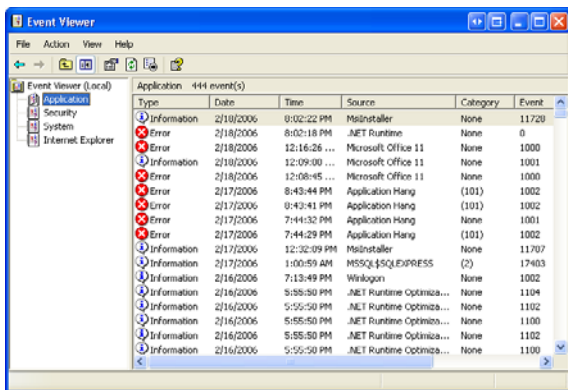 Event Viewer
File Action View Help
Event Viewer (Local)
Application
Security
System
Internet Explorer
Application 444 event(s)
Type Date Time Source Category Event
Information 2/18/2006 8:02:22 PM MsiInstaller None 11728
Error 2/18/2006 8:02:18 PM .NET Runtime None 0
Error 2/18/2006 12:16:26 ... Microsoft Office 11 None 1000
Information 2/18/2006 12:09:00 ... Microsoft Office 11 None 1001
Error 2/18/2006 12:08:45 ... Microsoft Office 11 None 1000
Error 2/17/2006 8:43:44 PM Application Hang (101) 1002
Error 2/17/2006 8:43:41 PM Application Hang (101) 1002
Error 2/17/2006 7:44:32 PM Application Hang None 1001
Error 2/17/2006 7:44:29 PM Application Hang (101) 1002
Information 2/17/2006 12:32:09 PM MsiInstaller None 11707
Information 2/17/2006 1:00:59 AM MSSQL$SQLEXPRESS (2) 17403
Information 2/16/2006 7:13:49 PM Winlogon None 1002
Information 2/16/2006 5:55:50 PM .NET Runtime Optimiza... None 1104
Information 2/16/2006 5:55:50 PM .NET Runtime Optimiza... None 1102
Information 2/16/2006 5:55:50 PM .NET Runtime Optimiza... None 1100
Information 2/16/2006 5:55:50 PM .NET Runtime Optimiza... None 1102
Information 2/16/2006 5:55:50 PM .NET Runtime Optimiza... None 1100